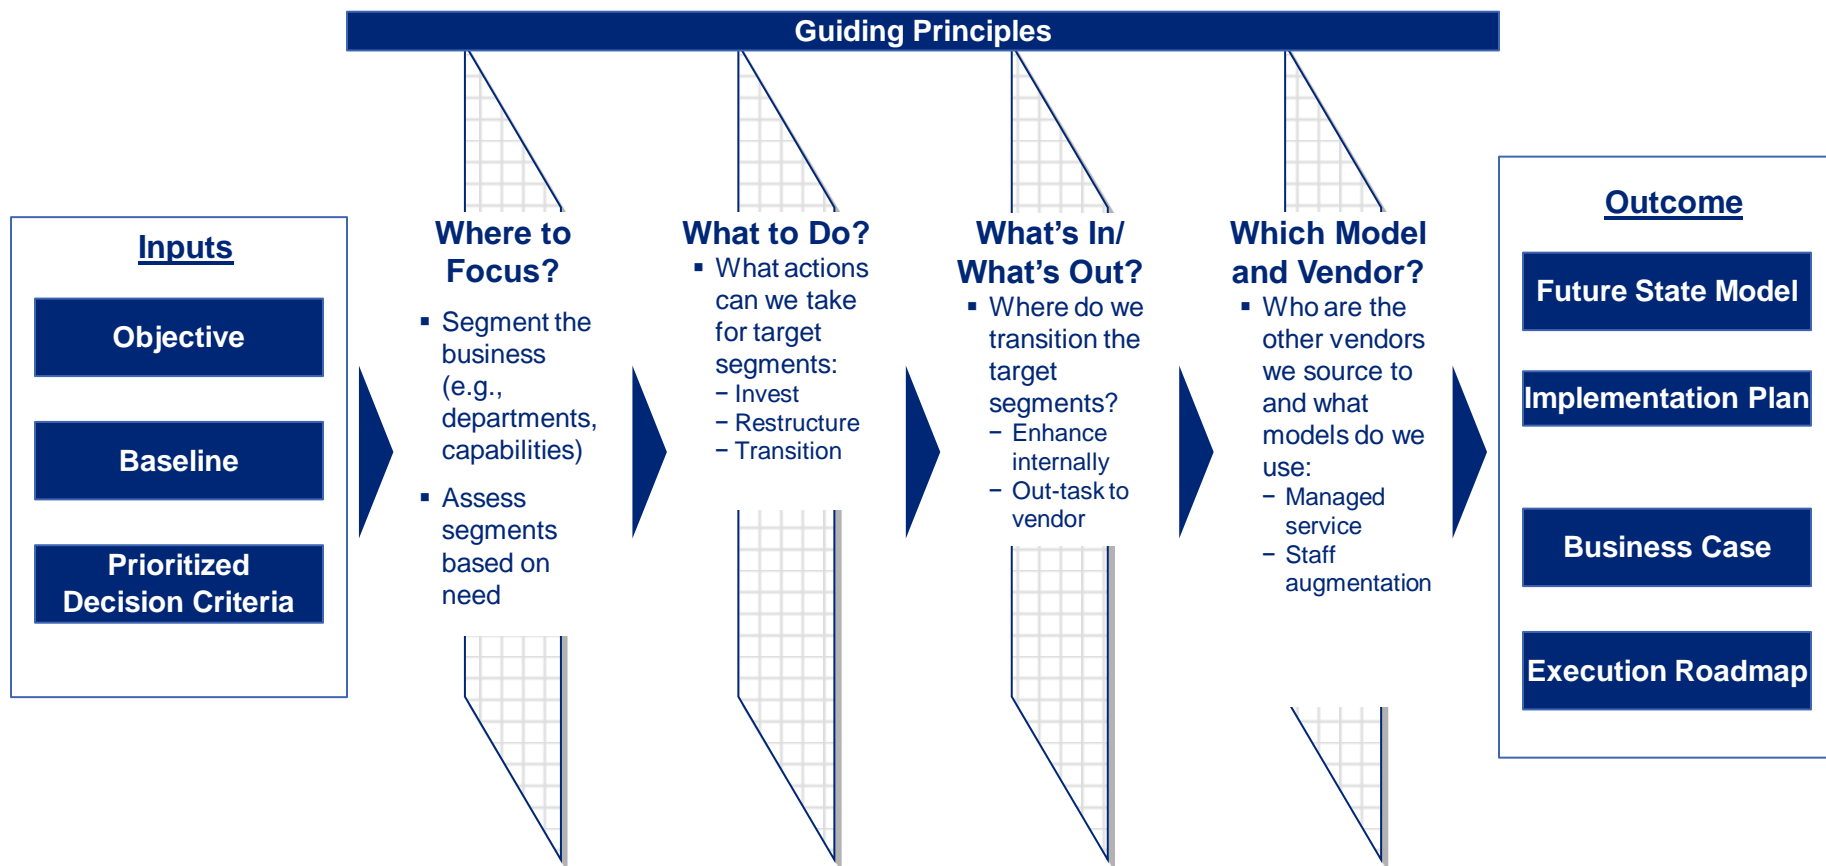 Guiding Principles
Inputs
Objective
Baseline
Prioritized
Decision Criteria
Where to
Focus?
▪ Segment the
business
(e.g.,
departments,
capabilities)
▪ Assess
segments
based on
need
What to Do?
▪ What actions
can we take
for target
segments:
− Invest
− Restructure
− Transition
What’s In/
What’s Out?
▪ Where do we
transition the
target
segments?
− Enhance
internally
− Out-task to
vendor
Which Model
and Vendor?
▪ Who are the
other vendors
we source to
and what
models do we
use:
− Managed
service
− Staff
augmentation
Outcome
Future State Model
Implementation Plan
Business Case
Execution Roadmap